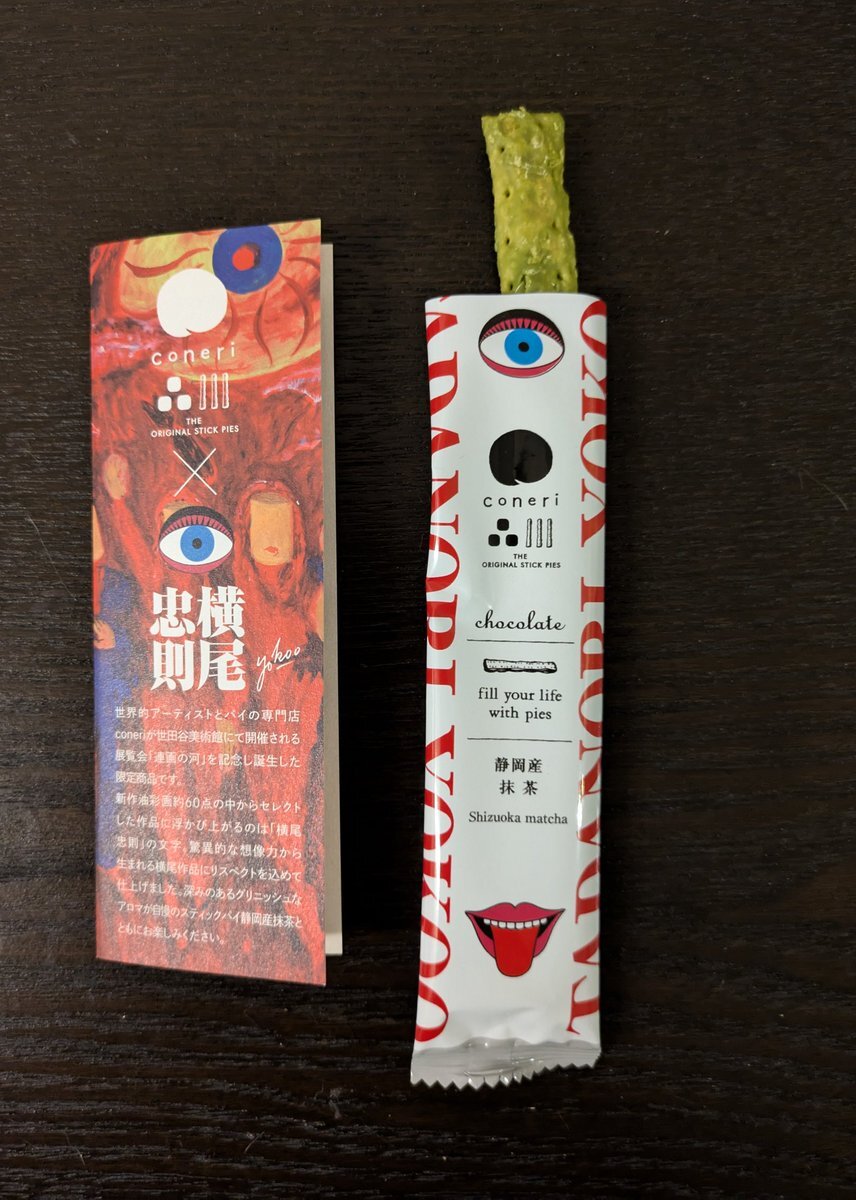 coneri
THE
ORIGINAL STICK PIES
横尾
忠則
yokoo
世界的アーティストとパイの専門店
coneriが世田谷美術館にて開催される
展覧会「連画の河」を記念し誕生した
限定商品です。
新作油彩画約60点の中からセレクト
した作品に浮かび上がるのは「横尾
忠則」の文字。驚異的な想像力から
生まれる横尾作品にリスペクトを込めて
仕上げました。深みのあるグリニッシュな
アロマが自慢のスティックパイ静岡産抹茶と
ともにお楽しみください。
coneri
THE
ORIGINAL STICK PIES
chocolate
fill your life
with pies
静岡産
抹茶
Shizuoka matcha
ADANORI YOKOO
TADANORI YOKO